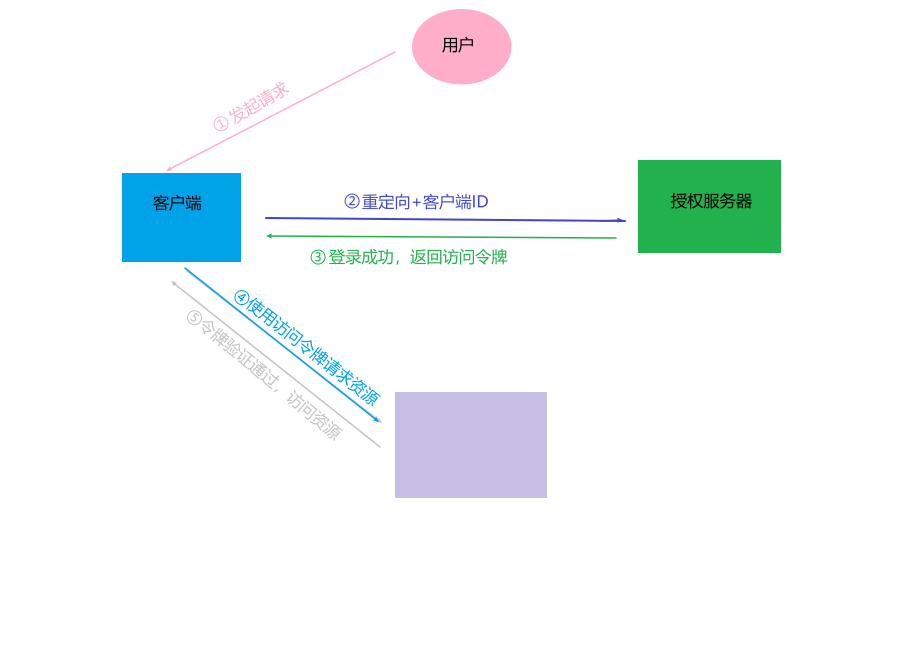 用户
①发起请求
客户端
②重定向+客户端ID
授权服务器
③登录成功，返回访问令牌
④使用访问令牌请求资源
⑤令牌验证通过，访问资源